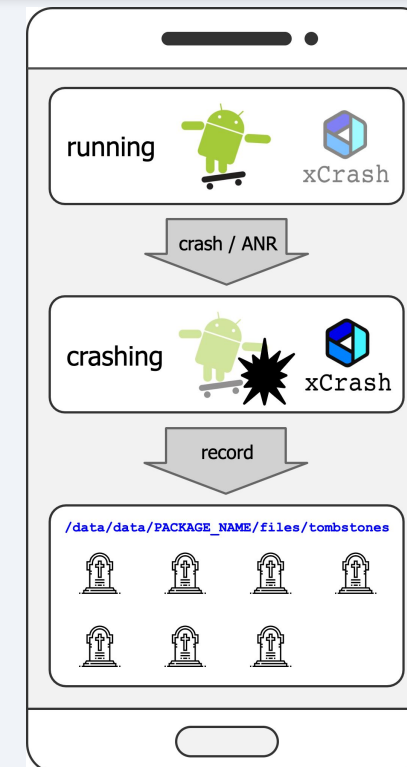 running
xCrash
crash / ANR
crashing
xCrash
record
/data/data/PACKAGE_NAME/files/tombstones